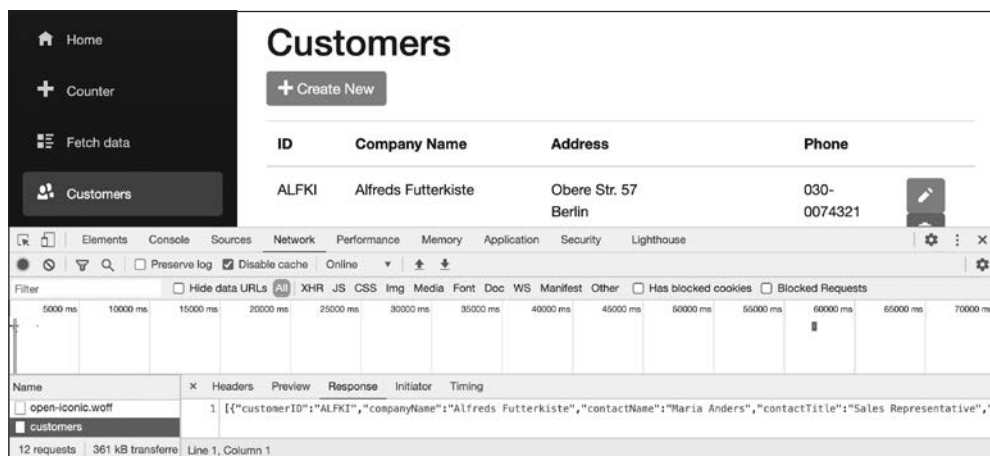 Home
Customers
Counter
Create New
Fetch data
ID Company Name Address Phone
Customers
ALFKI Alfreds Futterkiste Obere Str. 57 030-
Berlin 0074321
Elements Console Sources Network Performance Memory Application Security Lighthouse
Preserve log Disable cache Online
Filter Hide data URLs All XHR JS CSS Img Media Font Doc WS Manifest Other Has blocked cookies Blocked Requests
5000 ms 10000 ms 15000 ms 20000 ms 25000 ms 30000 ms 35000 ms 40000 ms 45000 ms 50000 ms 55000 ms 60000 ms 65000 ms 70000 m
Name × Headers Preview Response Initiator Timing
open-iconic.woff 1 [{"customerID":"ALFKI","companyName":"Alfreds Futterkiste","contactName":"Maria Anders","contactTitle":"Sales Representative","
customers
12 requests 361 kB transferre Line 1, Column 1